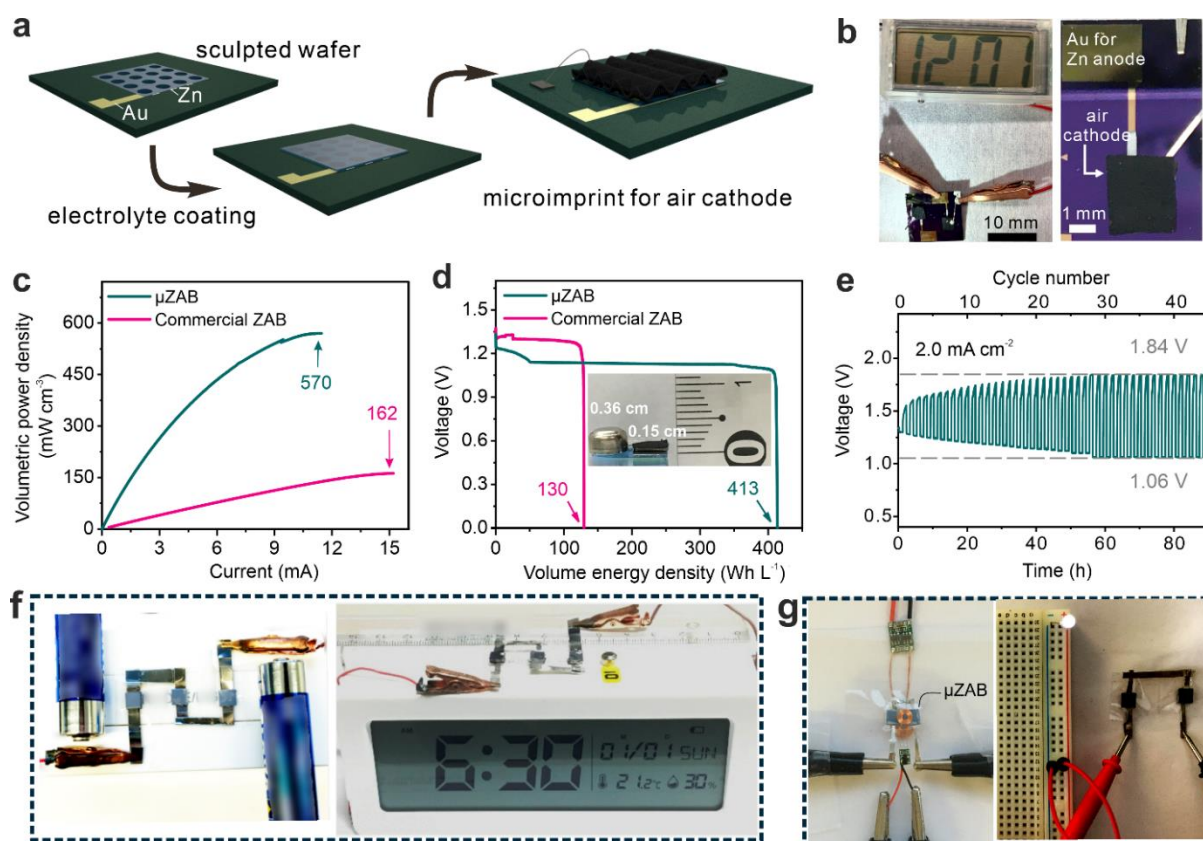 a
sculpted wafer
Zn
Au
electrolyte coating
microimprint for air cathode
b
12:01
10 mm
Au for
Zn anode
air
cathode
1 mm
c
μZAB
Commercial ZAB
570
162
600
450
300
150
0
Volumetric power density
(mW cm⁻³)
0 3 6 9 12 15
Current (mA)
d
μZAB
Commercial ZAB
0.36 cm
0.15 cm
1
0
130
413
1.5
1.2
0.9
0.6
0.3
0.0
Voltage (V)
0 100 200 300 400
Volume energy density (Wh L⁻¹)
e
Cycle number
0 10 20 30 40
2.0 mA cm⁻²
1.84 V
1.06 V
2.0
1.5
1.0
0.5
Voltage (V)
0 20 40 60 80
Time (h)
f
6:30
01/01 SUN
21.2°C
30%
g
μZAB